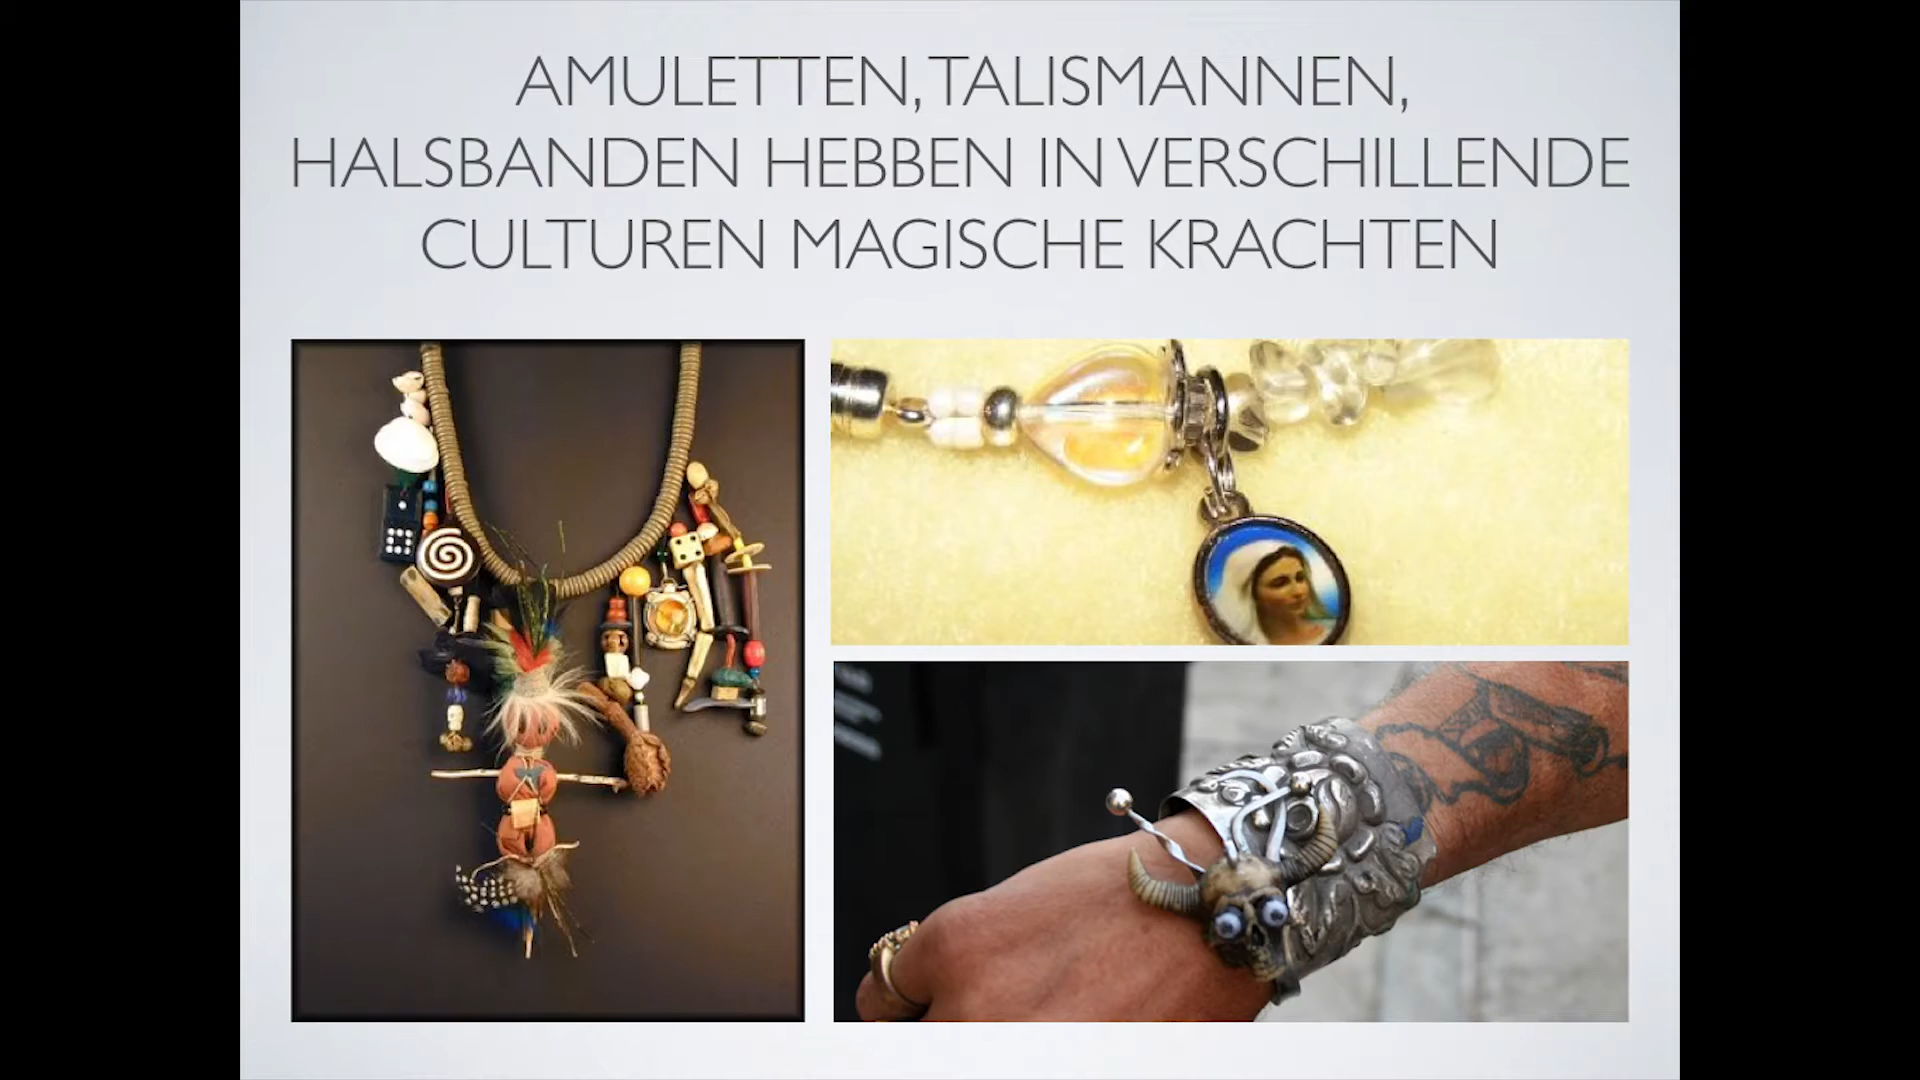 AMULETTEN, TALISMANNEN,
HALSBANDEN HEBBEN IN VERSCHILLENDE
CULTUREN MAGISCHE KRACHTEN